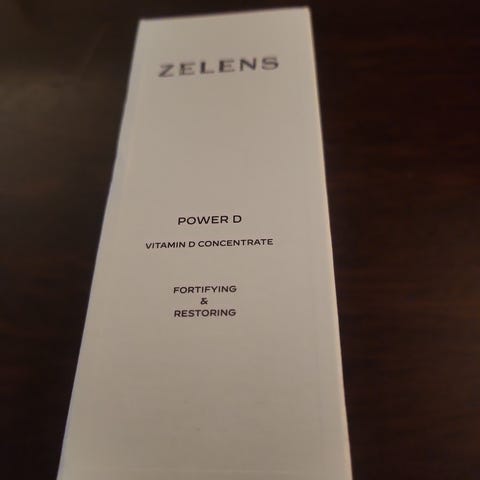 ZELENS
POWER D
VITAMIN D CONCENTRATE
FORTIFYING
&
RESTORING